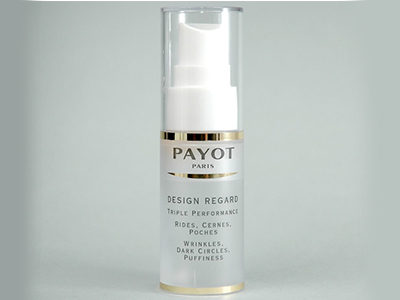 PAYOT
PARIS
DESIGN REGARD
TRIPLE PERFORMANCE
RIDES, CERNES,
POCHES
WRINKLES,
DARK CIRCLES,
PUFFINESS